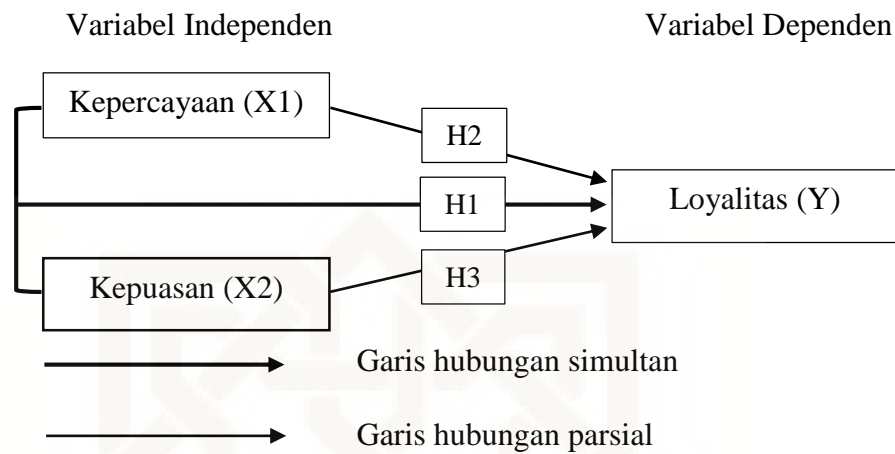 Variabel Independen
Variabel Dependen
Kepercayaan (X1)
H2
H1
Loyalitas (Y)
Kepuasan (X2)
H3
Garis hubungan simultan
Garis hubungan parsial